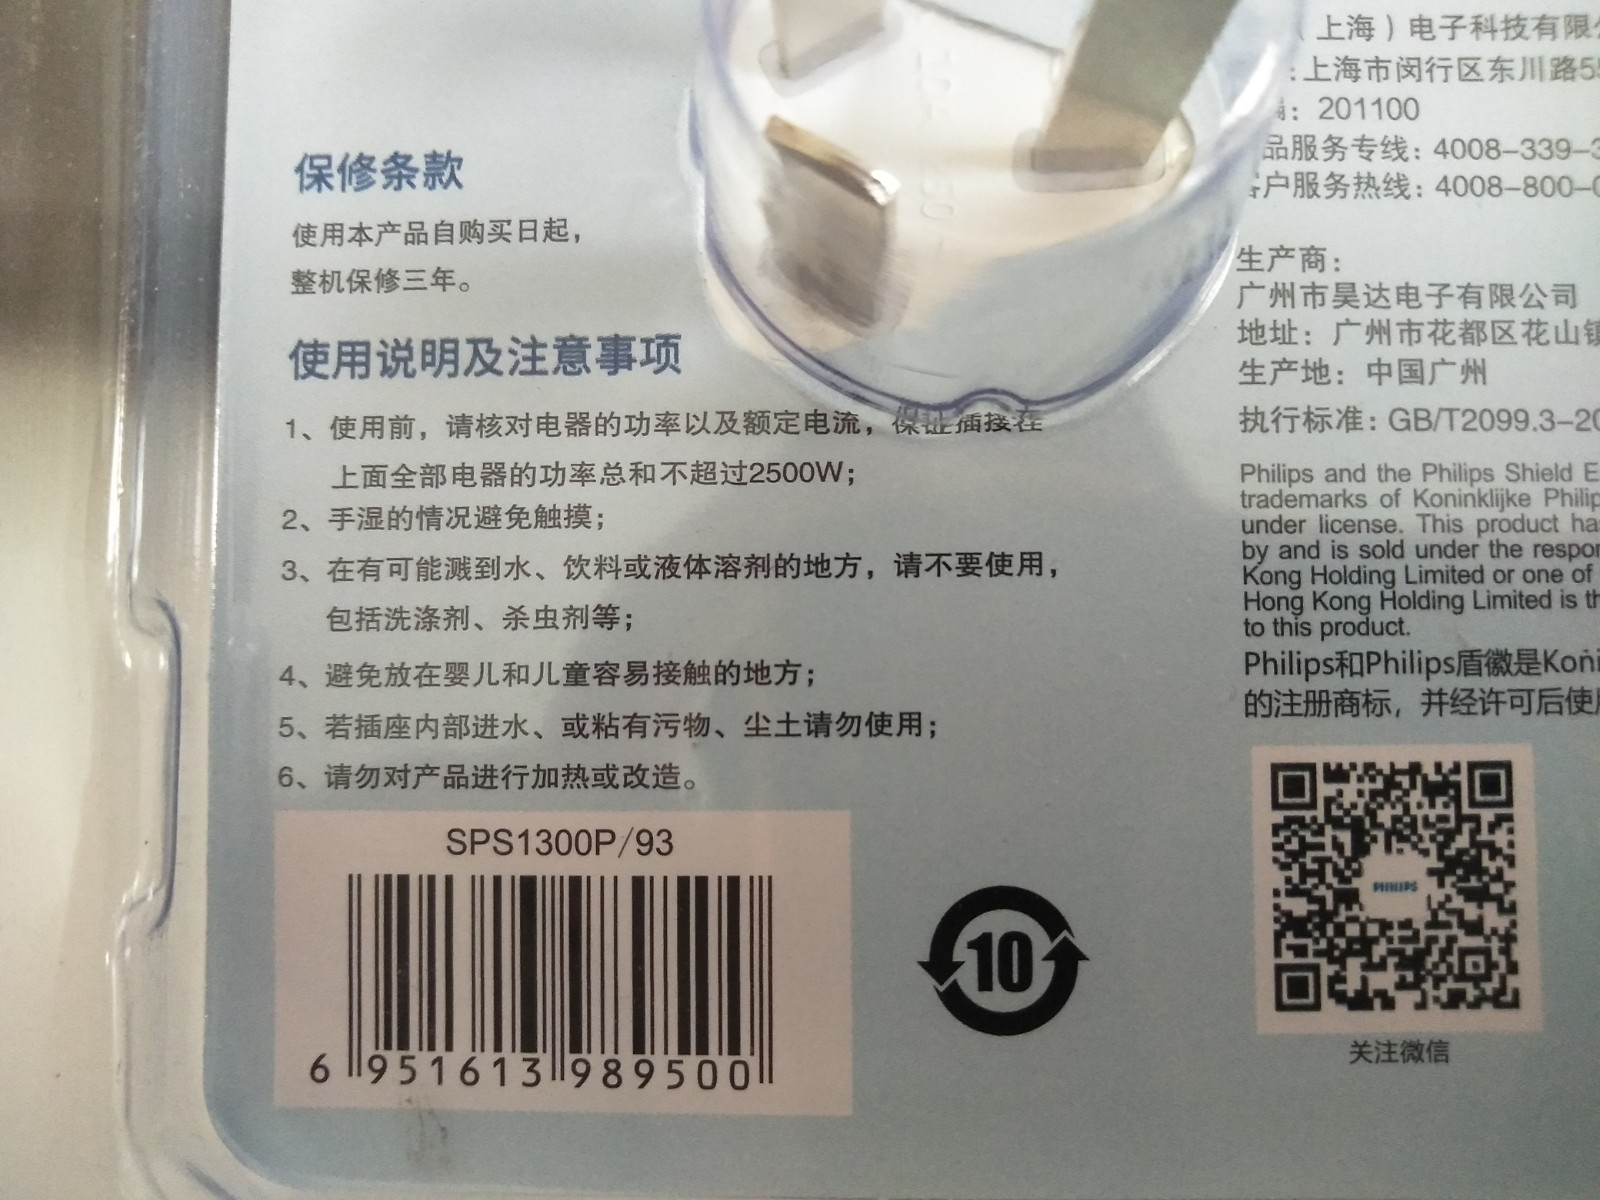 保修条款
使用本产品自购买日起，
整机保修三年。
使用说明及注意事项
1、使用前，请核对电器的功率以及额定电流，保证插接在
上面全部电器的功率总和不超过2500W；
2、手湿的情况避免触摸；
3、在有可能溅到水、饮料或液体溶剂的地方，请不要使用，
包括洗涤剂、杀虫剂等；
4、避免放在婴儿和儿童容易接触的地方；
5、若插座内部进水、或粘有污物、尘土请勿使用；
6、请勿对产品进行加热或改造。
SPS1300P/93
6 951613 989500
10
（上海）电子科技有限
：上海市闵行区东川路5
：201100
品服务专线：4008-339-
客户服务热线：4008-800-
生产商：
广州市昊达电子有限公司
地址：广州市花都区花山镇
生产地：中国广州
执行标准：GB/T2099.3-20
Philips and the Philips Shield E
trademarks of Koninklijke Philip
under license. This product ha
by and is sold under the respon
Kong Holding Limited or one of
Hong Kong Holding Limited is th
to this product.
Philips和Philips盾徽是Koni
的注册商标，并经许可后使
PHILIPS
关注微信